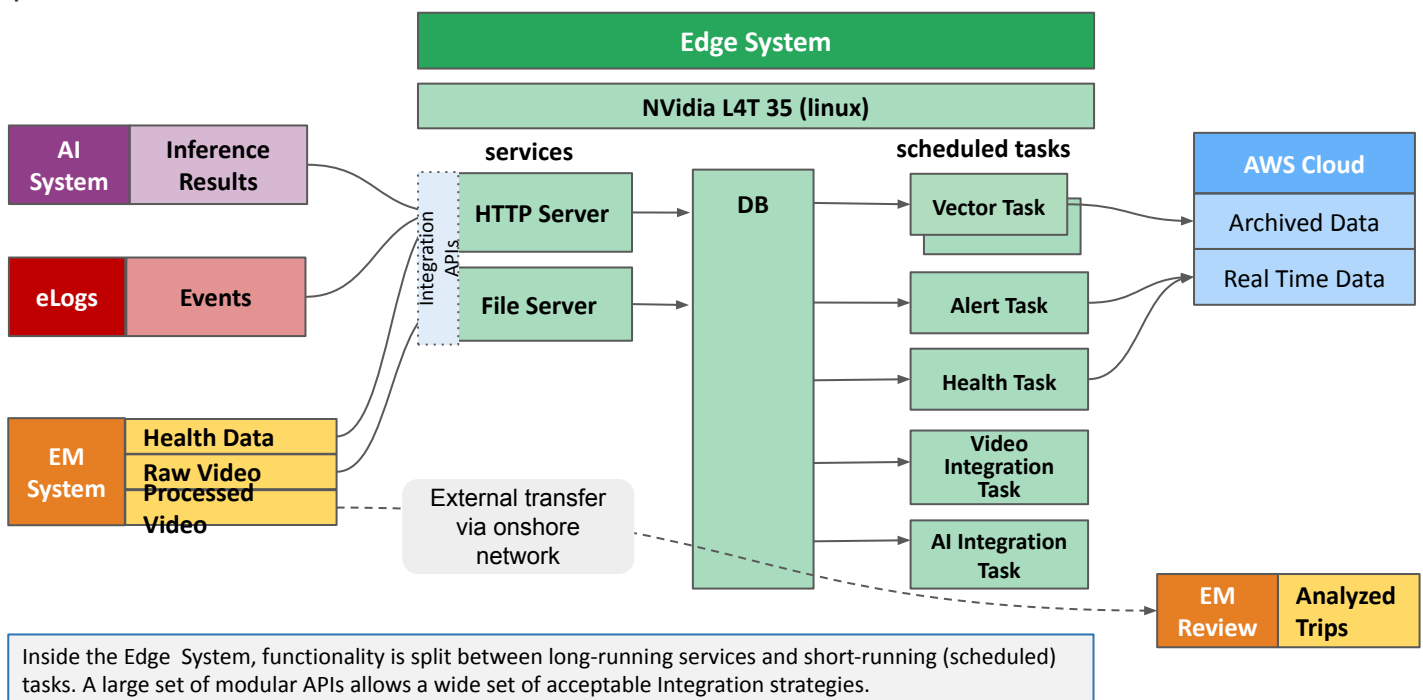 Edge System
NVidia L4T 35 (linux)
services
scheduled tasks
AI
System
Inference
Results
eLogs
Events
EM
System
Health Data
Raw Video
Processed
Video
Integration
APIs
HTTP Server
File Server
DB
Vector Task
Alert Task
Health Task
Video
Integration
Task
AI Integration
Task
AWS Cloud
Archived Data
Real Time Data
External transfer
via onshore
network
EM
Review
Analyzed
Trips
Inside the Edge  System, functionality is split between long-running services and short-running (scheduled)
tasks. A large set of modular APIs allows a wide set of acceptable Integration strategies.